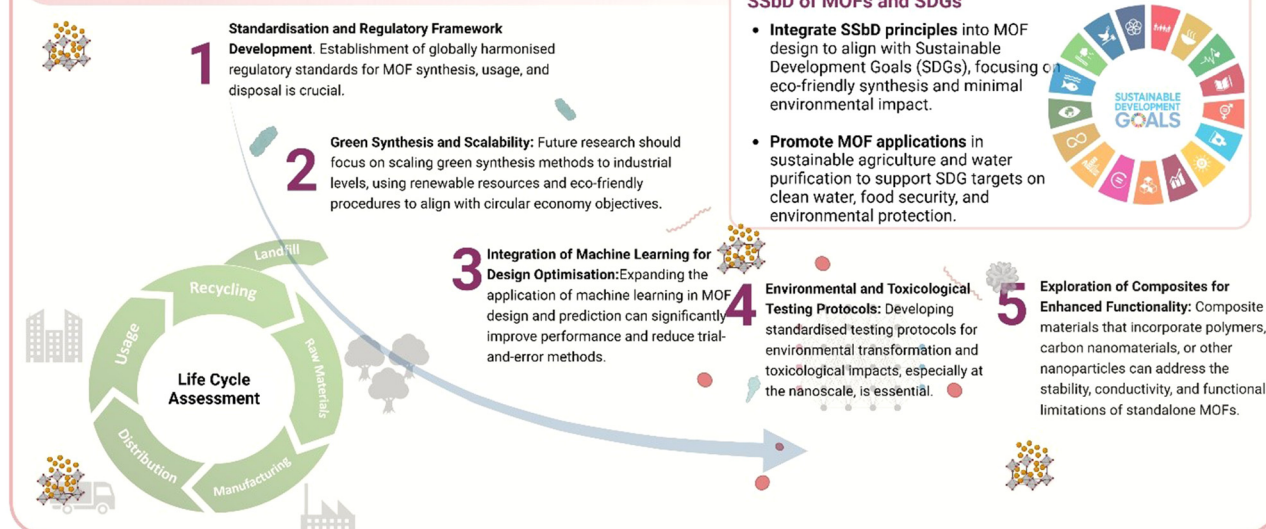 SSbD of MOFs and SDGs
1
Standardisation and Regulatory Framework
Development. Establishment of globally harmonised
regulatory standards for MOF synthesis, usage, and
disposal is crucial.
2
Green Synthesis and Scalability: Future research should
focus on scaling green synthesis methods to industrial
levels, using renewable resources and eco-friendly
procedures to align with circular economy objectives.
• Integrate SSbD principles into MOF
design to align with Sustainable
Development Goals (SDGs), focusing on
eco-friendly synthesis and minimal
environmental impact.
• Promote MOF applications in
sustainable agriculture and water
purification to support SDG targets on
clean water, food security, and
environmental protection.
SUSTAINABLE
DEVELOPMENT
GOALS
3
Integration of Machine Learning for
Design Optimisation:Expanding the
application of machine learning in MOF
design and prediction can significantly
improve performance and reduce trial-
and-error methods.
4
Environmental and Toxicological
Testing Protocols: Developing
standardised testing protocols for
environmental transformation and
toxicological impacts, especially at
the nanoscale, is essential.
5
Exploration of Composites for
Enhanced Functionality: Composite
materials that incorporate polymers,
carbon nanomaterials, or other
nanoparticles can address the
stability, conductivity, and functional
limitations of standalone MOFs.
Landfill
Recycling
Raw Materials
Manufacturing
Distribution
Usage
Life Cycle
Assessment